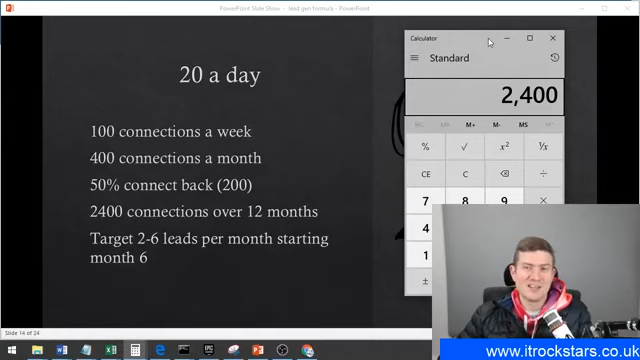 PowerPoint Slide Show - lead gen formula - PowerPoint
20 a day
100 connections a week
400 connections a month
50% connect back (200)
2400 connections over 12 months
Target 2-6 leads per month starting
month 6
Calculator
Standard
2,400
M+ M- MS
% √ x² ¹/x
CE C ÷
7 8 9 ×
4
1
±
Slide 14 of 24
www.itrockstars.co.uk